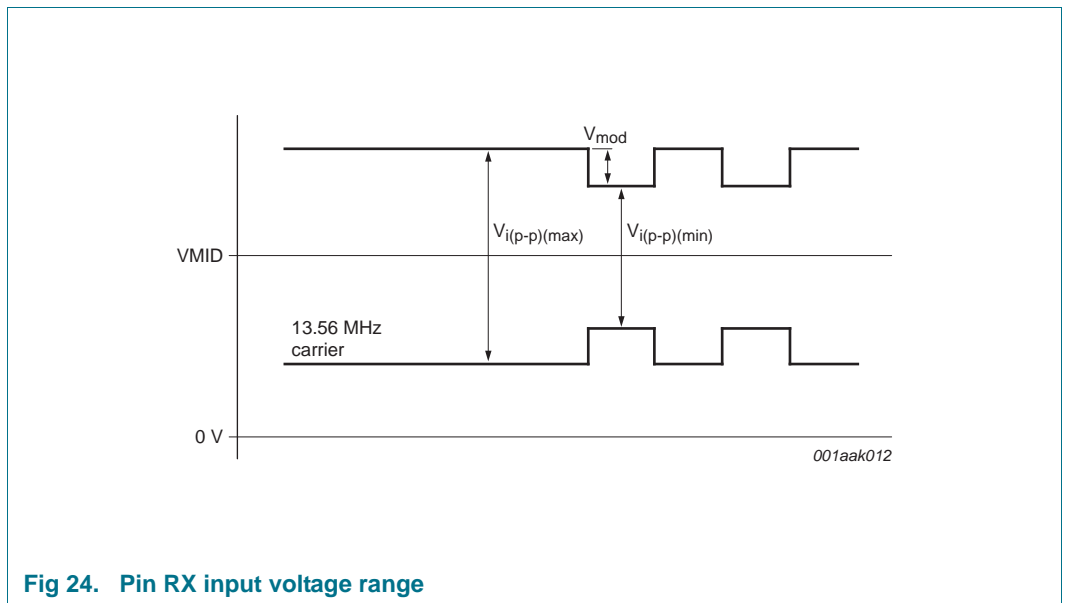 Vmod
Vi(p-p)(max)
Vi(p-p)(min)
VMID
13.56 MHz
carrier
0 V
001aak012
Fig 24. Pin RX input voltage range